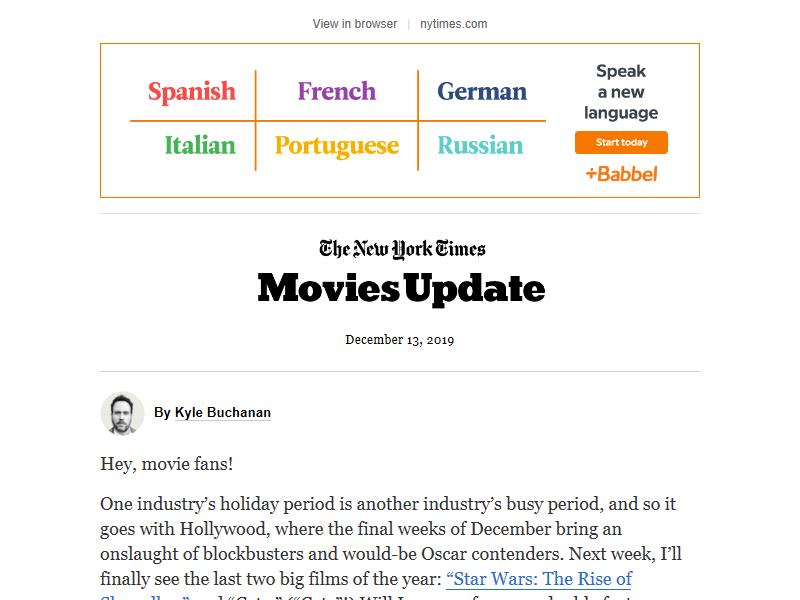 View in browser | nytimes.com
Spanish French German
Italian Portuguese Russian
Speak
a new
language
Start today
+Babbel
The New York Times
Movies Update
December 13, 2019
By Kyle Buchanan
Hey, movie fans!
One industry’s holiday period is another industry’s busy period, and so it
goes with Hollywood, where the final weeks of December bring an
onslaught of blockbusters and would-be Oscar contenders. Next week, I’ll
finally see the last two big films of the year: “Star Wars: The Rise of